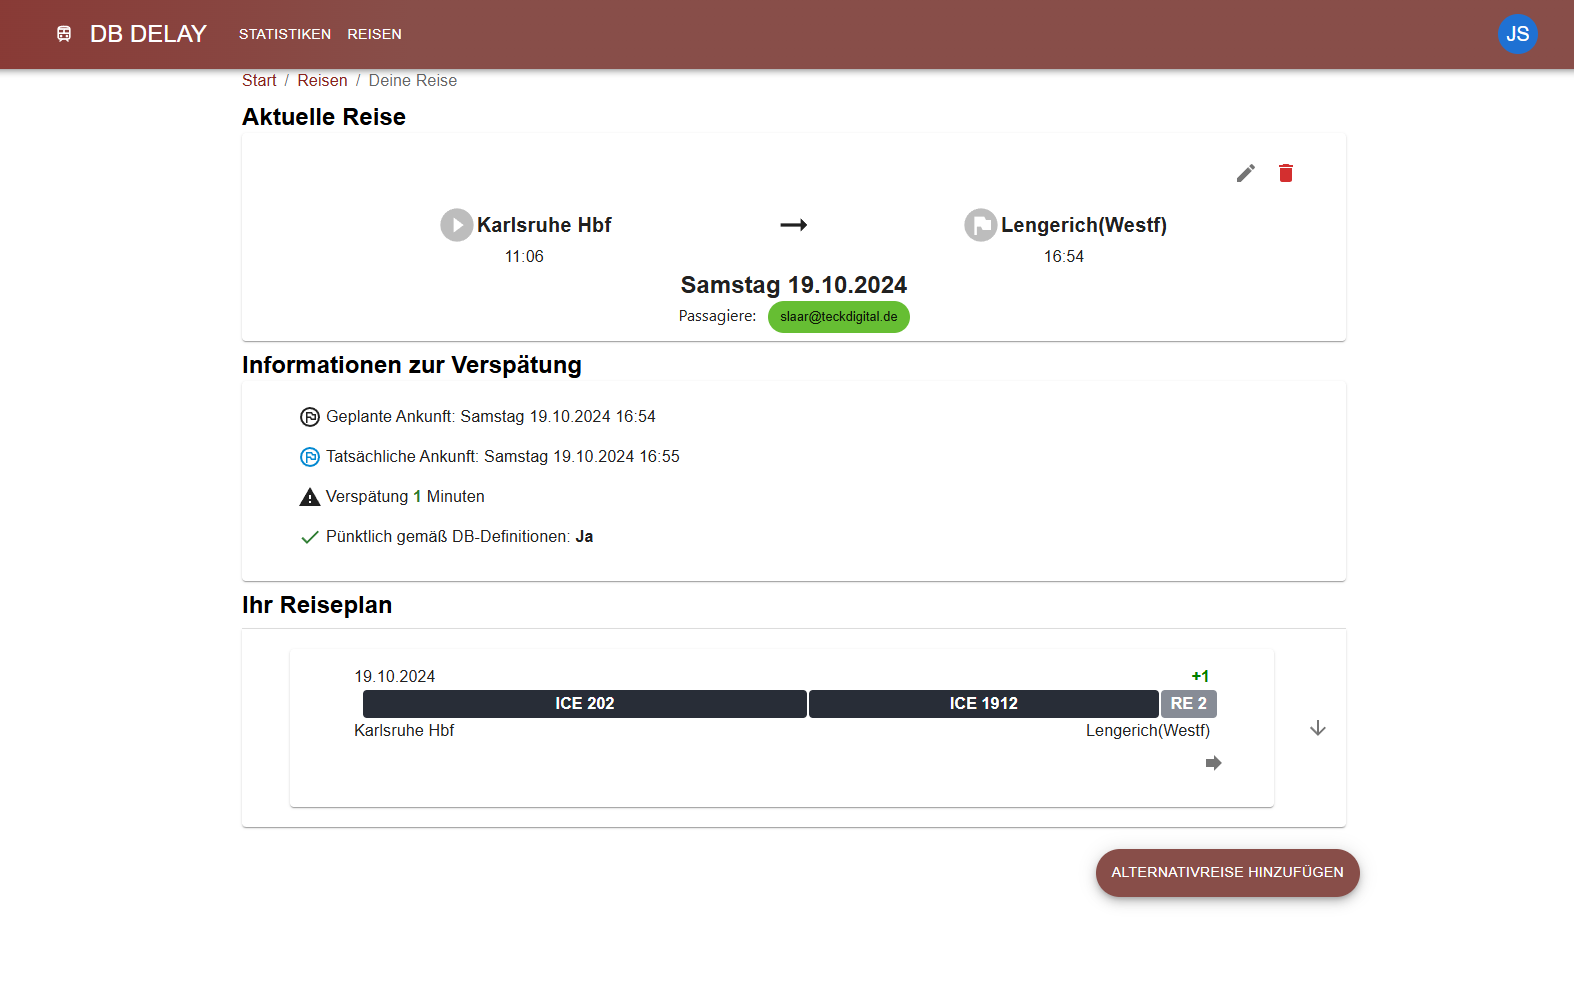 DB DELAY STATISTIKEN REISEN JS
Start / Reisen / Deine Reise
Aktuelle Reise
Karlsruhe Hbf Lengerich(Westf)
11:06 16:54
Samstag 19.10.2024
Passagiere: slaar@teckdigital.de
Informationen zur Verspätung
Geplante Ankunft: Samstag 19.10.2024 16:54
Tatsächliche Ankunft: Samstag 19.10.2024 16:55
Verspätung 1 Minuten
Pünktlich gemäß DB-Definitionen: Ja
Ihr Reiseplan
19.10.2024 +1
ICE 202 ICE 1912 RE 2
Karlsruhe Hbf Lengerich(Westf)
ALTERNATIVREISE HINZUFÜGEN